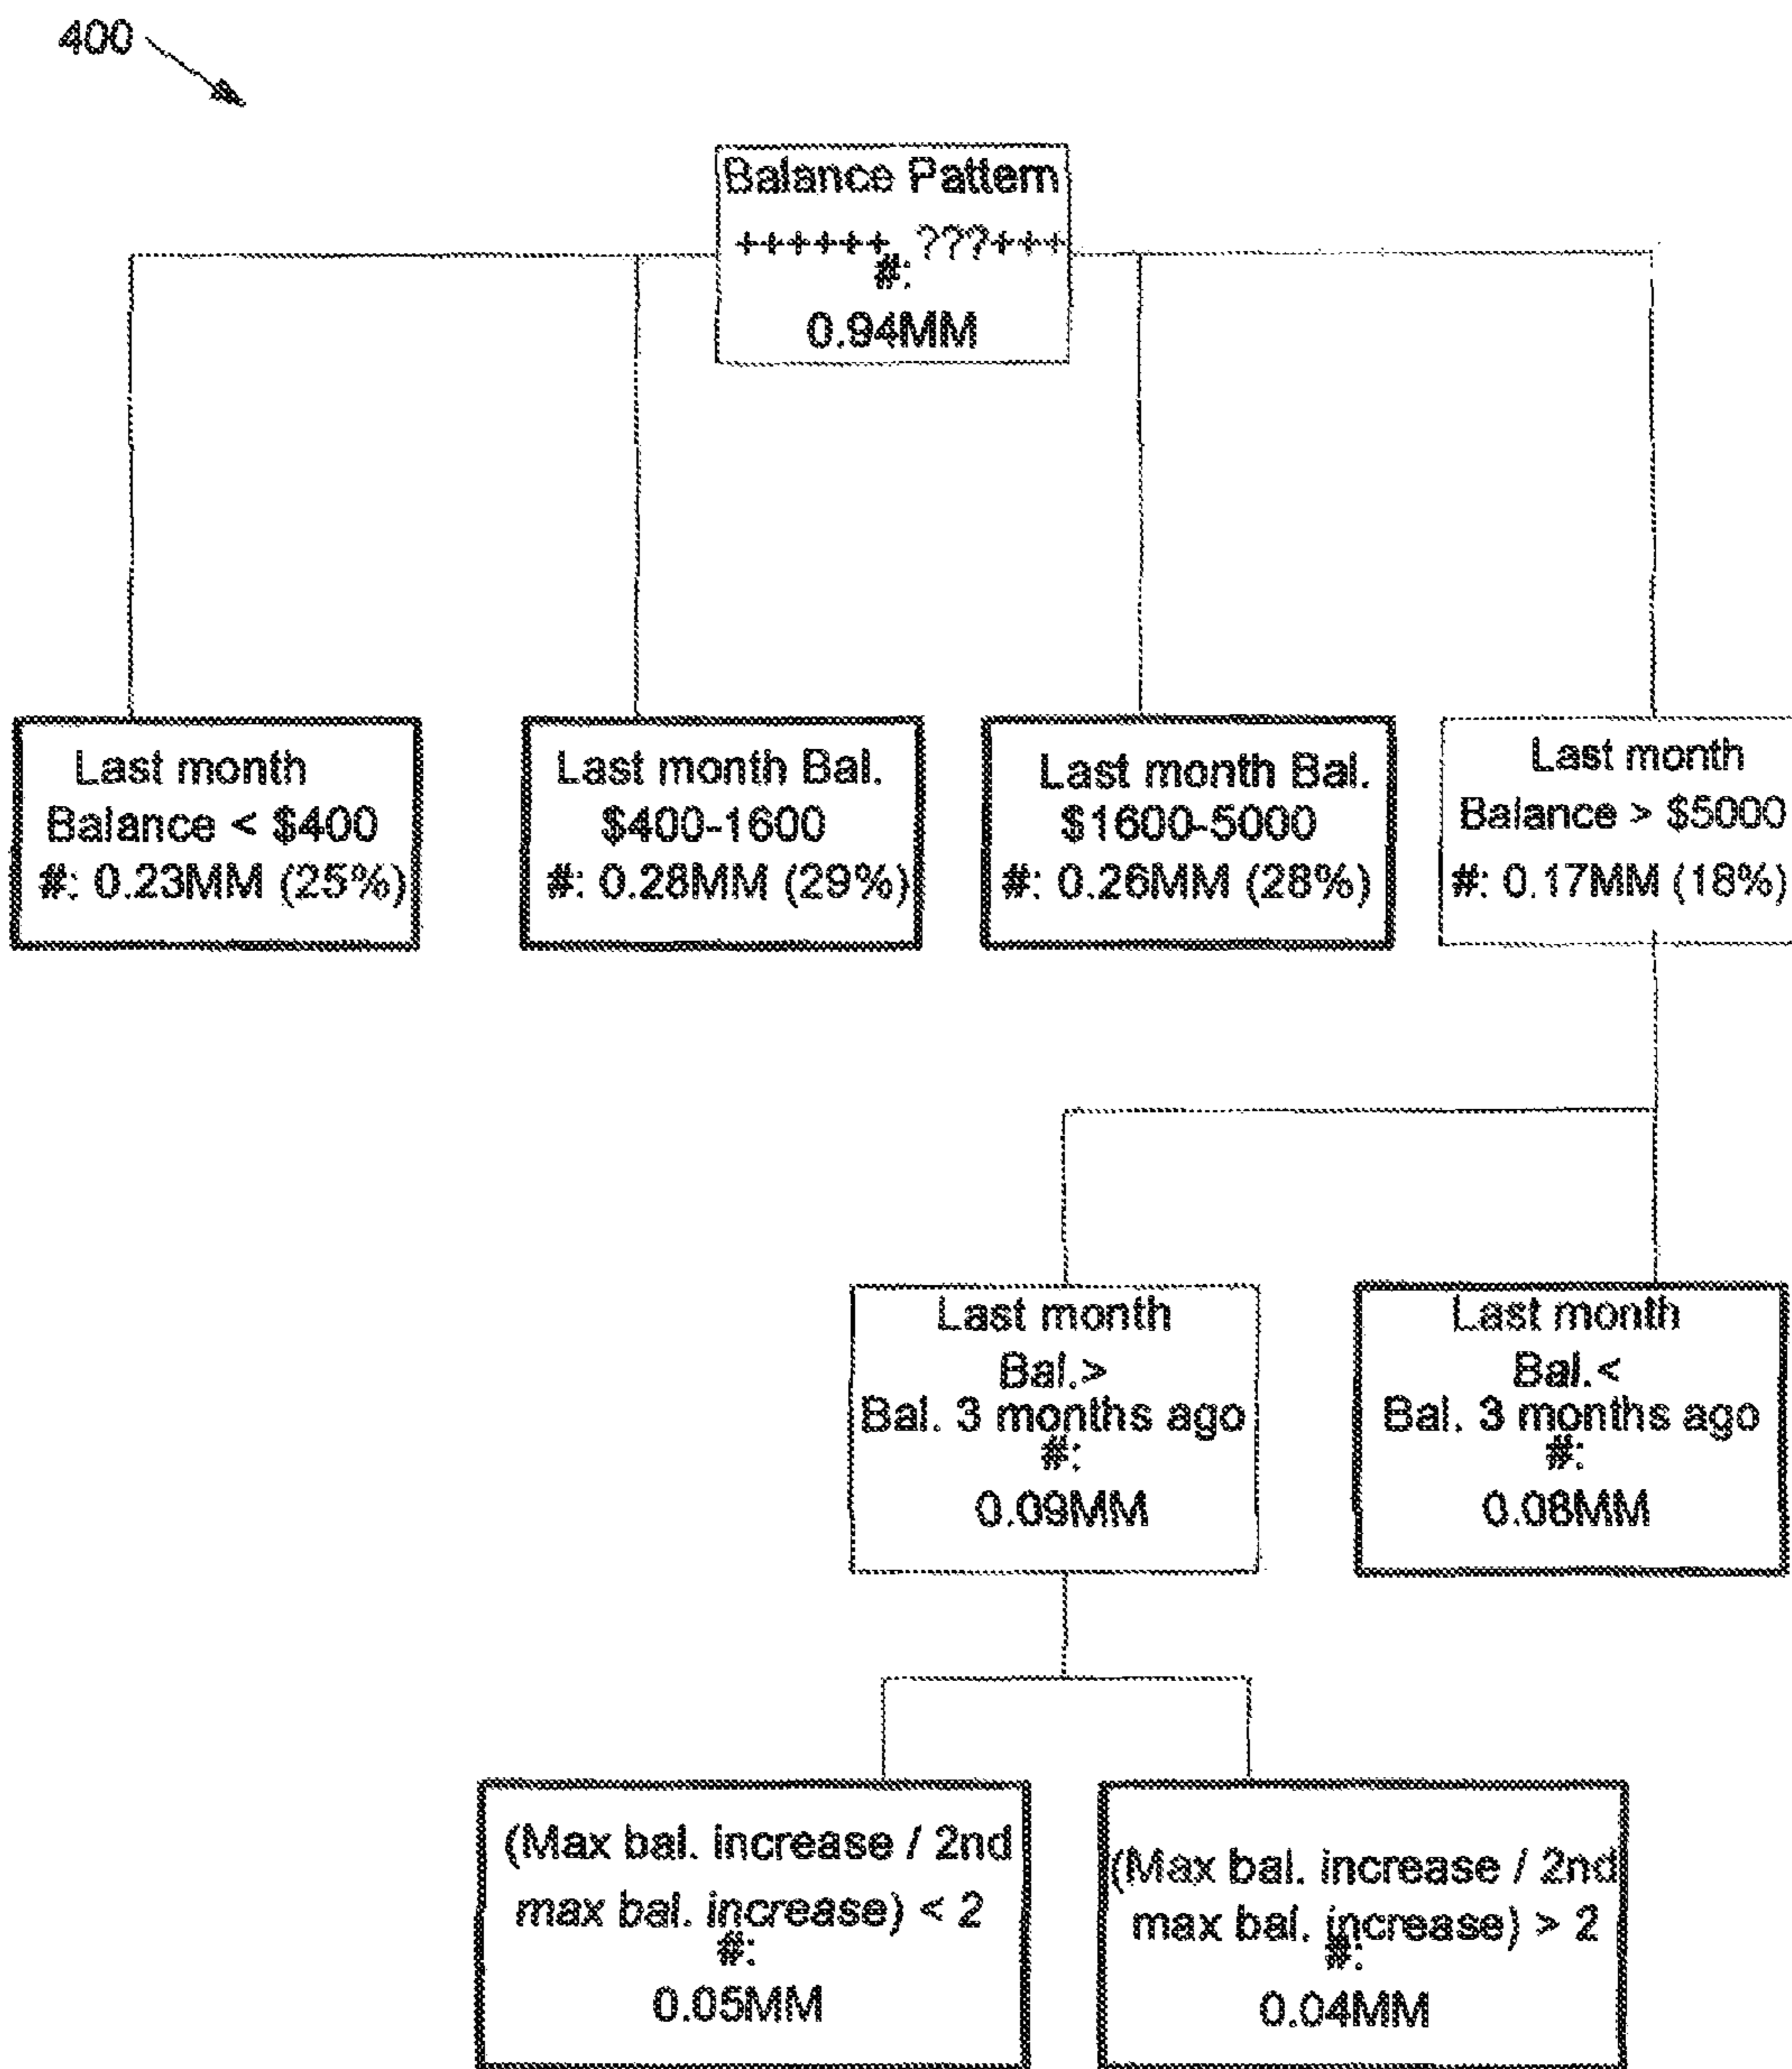 400
Balance Pattern
++++++, ???+++
#:
0.94MM
Last month
Balance < $400
#: 0.23MM (25%)
Last month Bal.
$400-1600
#: 0.28MM (29%)
Last month Bal.
$1600-5000
#: 0.26MM (28%)
Last month
Balance > $5000
#: 0.17MM (18%)
Last month
Bal.>
Bal. 3 months ago
#:
0.09MM
Last month
Bal.<
Bal. 3 months ago
#:
0.08MM
(Max bal. increase / 2nd
max bal. increase) < 2
#:
0.05MM
(Max bal. increase / 2nd
max bal. increase) > 2
#:
0.04MM